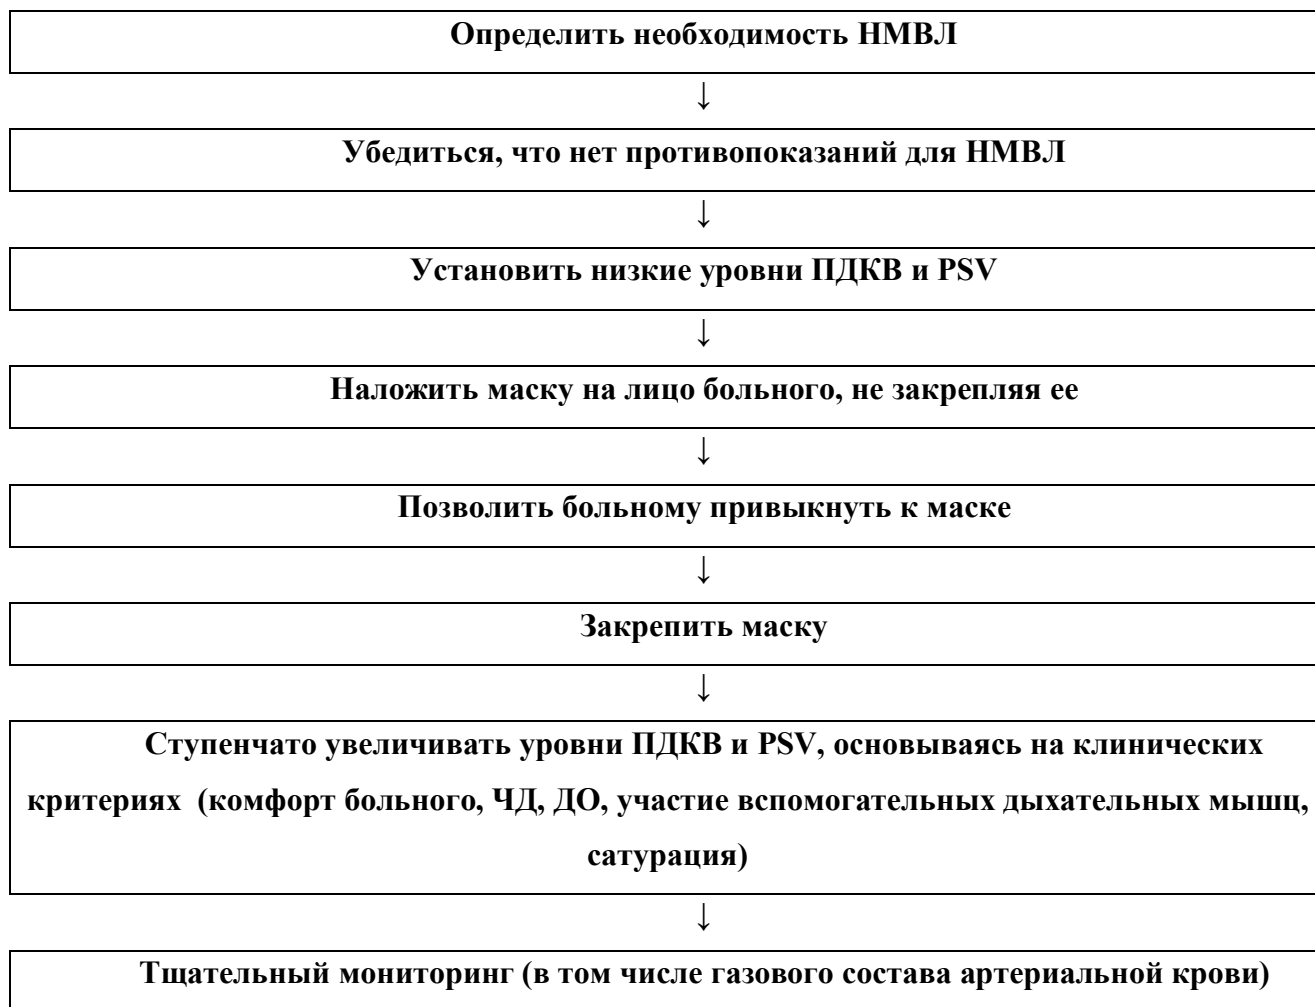 Определить необходимость НМВЛ
↓
Убедиться, что нет противопоказаний для НМВЛ
↓
Установить низкие уровни ПДКВ и PSV
↓
Наложить маску на лицо больного, не закрепляя ее
↓
Позволить больному привыкнуть к маске
↓
Закрепить маску
↓
Ступенчато увеличивать уровни ПДКВ и PSV, основываясь на клинических
критериях (комфорт больного, ЧД, ДО, участие вспомогательных дыхательных мышц,
сатурация)
↓
Тщательный мониторинг (в том числе газового состава артериальной крови)